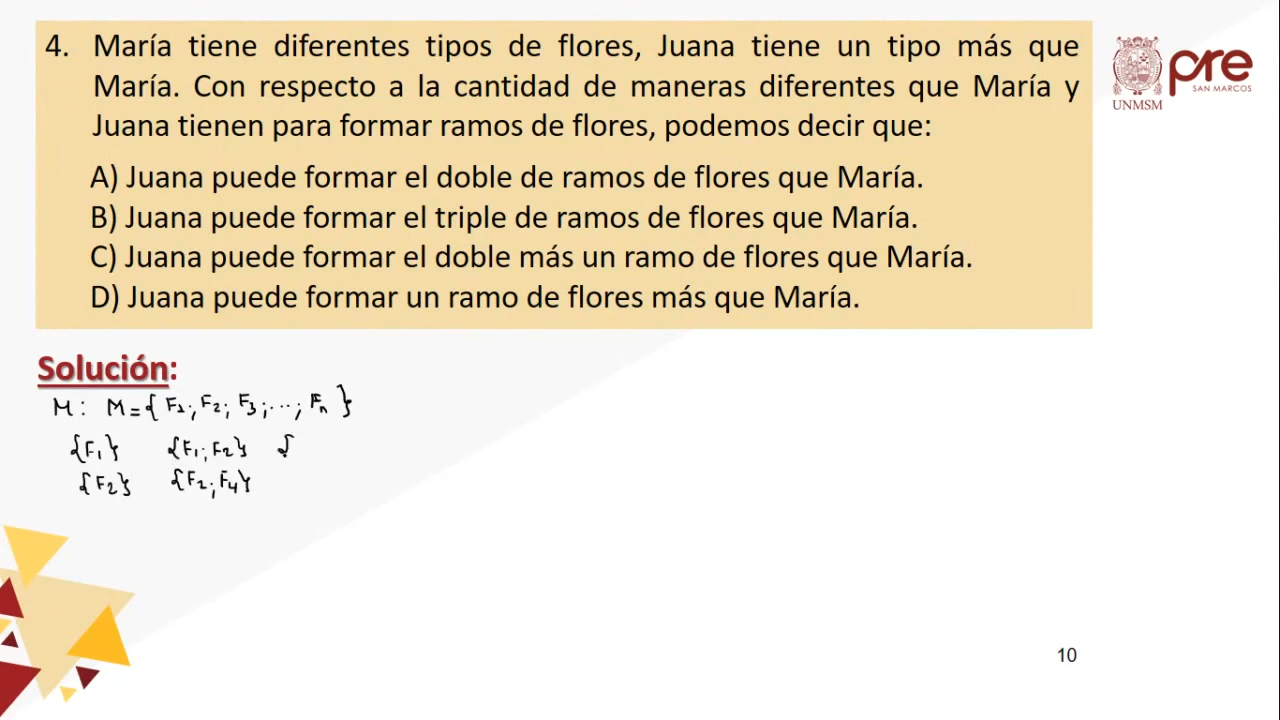 4. María tiene diferentes tipos de flores, Juana tiene un tipo más que
María. Con respecto a la cantidad de maneras diferentes que María y
Juana tienen para formar ramos de flores, podemos decir que:
A) Juana puede formar el doble de ramos de flores que María.
B) Juana puede formar el triple de ramos de flores que María.
C) Juana puede formar el doble más un ramo de flores que María.
D) Juana puede formar un ramo de flores más que María.
UNMSM
pre
SAN MARCOS
Solución:
M: M={F1; F2; F3; ...; Fn}
{F1} {F1; F2}
{F2} {F2; F4}
10